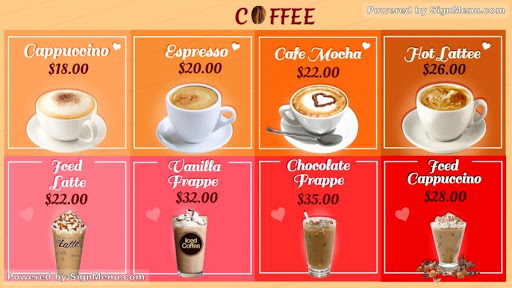 COFFEE
Powered by SignMenu.com
Cappuccino
$18.00
Espresso
$20.00
Cafe Mocha
$22.00
Hot Lattee
$26.00
Iced
Latte
$22.00
Vanilla
Frappe
$32.00
Chocolate
Frappe
$35.00
Iced
Cappuccino
$28.00
Latte
Iced
Coffee
Powered by SignMenu.com